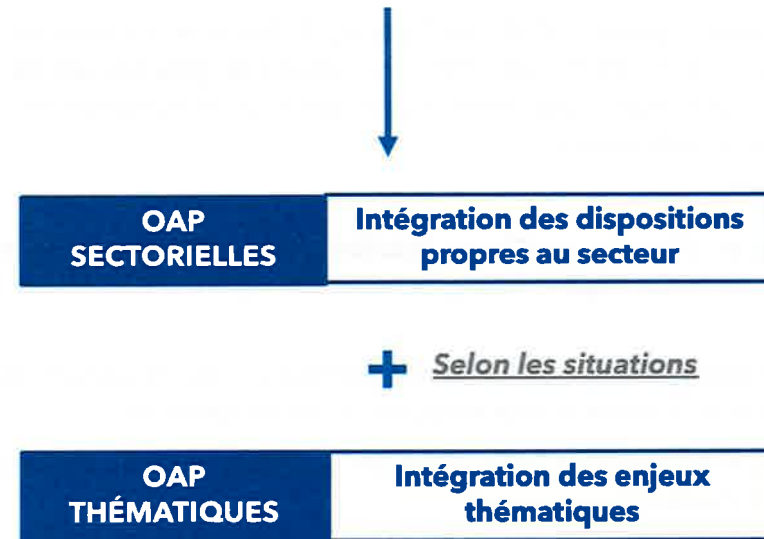 OAP
SECTORIELLES
Intégration des dispositions
propres au secteur
+ Selon les situations
OAP
THÉMATIQUES
Intégration des enjeux
thématiques